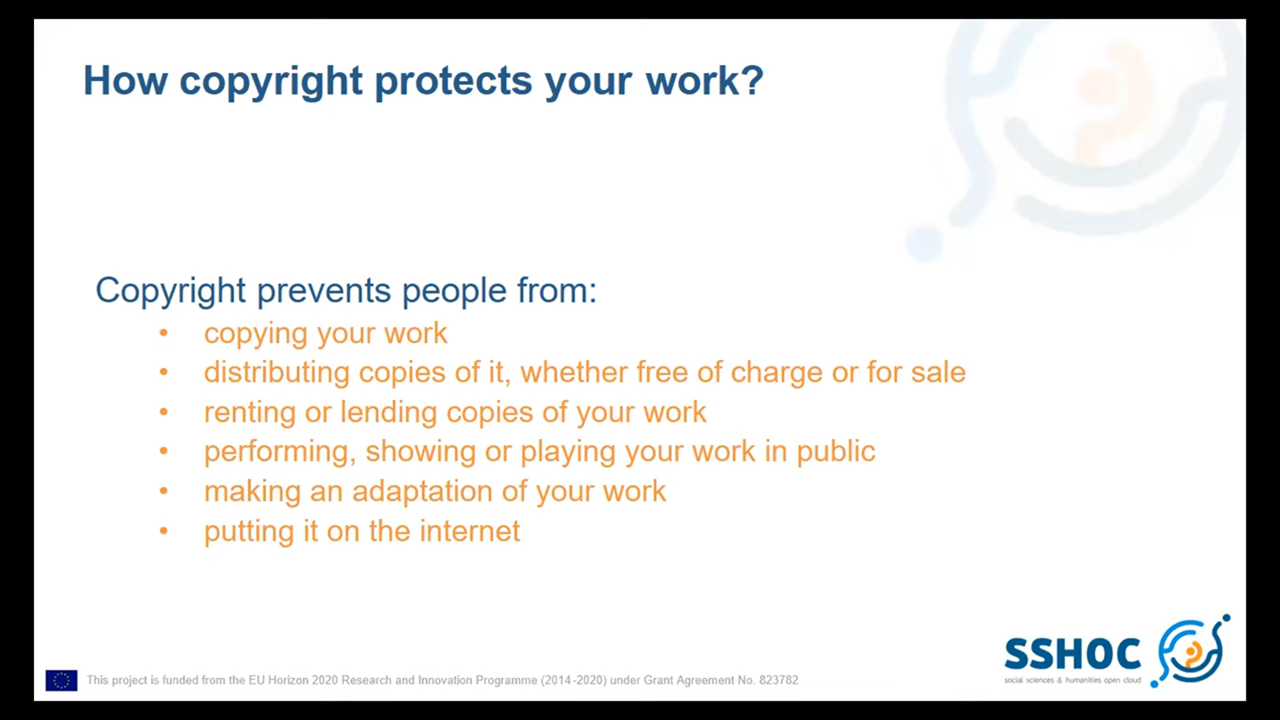 How copyright protects your work?
Copyright prevents people from:
• copying your work
• distributing copies of it, whether free of charge or for sale
• renting or lending copies of your work
• performing, showing or playing your work in public
• making an adaptation of your work
• putting it on the internet
SSHOC
social sciences & humanities open cloud
This project is funded from the EU Horizon 2020 Research and Innovation Programme (2014-2020) under Grant Agreement No. 823782